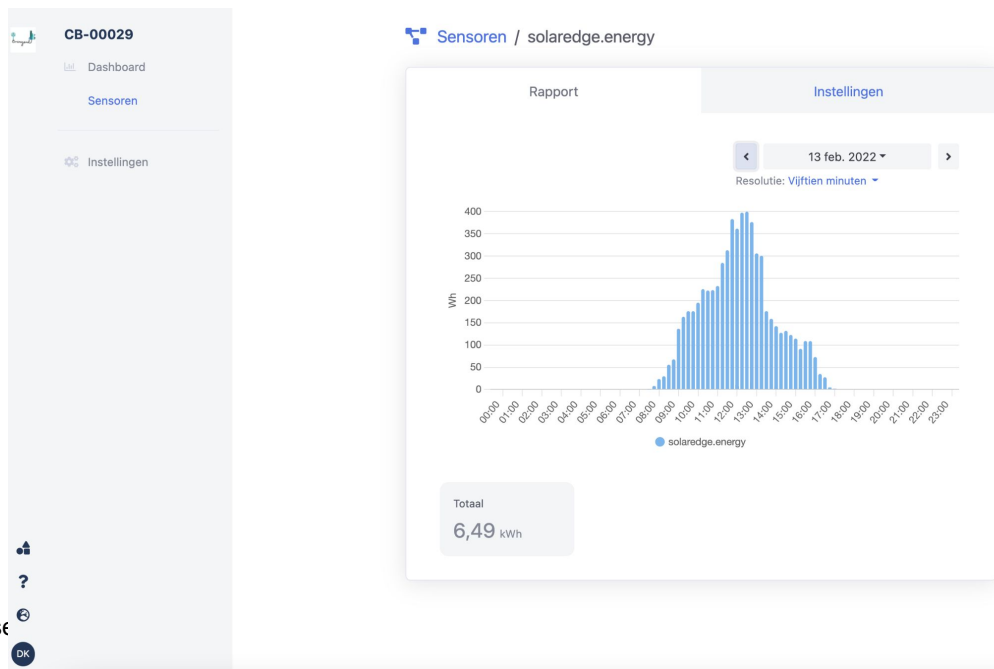 CB-00029
Dashboard
Sensoren
Instellingen
Sensoren / solaredge.energy
Rapport
Instellingen
13 feb. 2022
Resolutie: Vijftien minuten
400
350
300
250
200
150
100
50
0
Wh
00:00 01:00 02:00 03:00 04:00 05:00 06:00 07:00 08:00 09:00 10:00 11:00 12:00 13:00 14:00 15:00 16:00 17:00 18:00 19:00 20:00 21:00 22:00 23:00
solaredge.energy
Totaal
6,49 kWh
?
DK